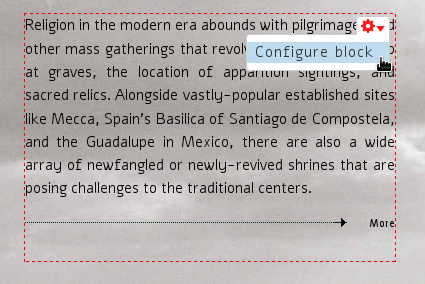 Religion in the modern era abounds with pilgrimage
other mass gatherings that
Configure block
at graves, the location of apparition sightings, and
sacred relics. Alongside vastly-popular established sites
like Mecca, Spain's Basilica of Santiago de Compostela,
and the Guadalupe in Mexico, there are also a wide
array of newfangled or newly-revived shrines that are
posing challenges to the traditional centers.
More